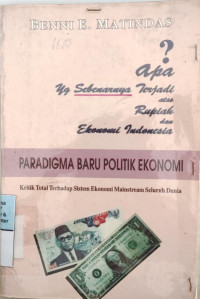 BENNI E. MATINDAS
?
Apa
Yg Sebenarnya Terjadi
atas
Rupiah
dan
Ekonomi Indonesia
PARADIGMA BARU POLITIK EKONOMI
Kritik Total Terhadap Sistem Ekonomi Mainstream Seluruh Dunia